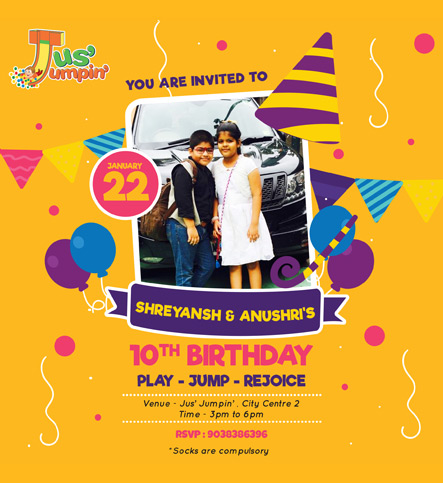 Jus'
Jumpin'
YOU ARE INVITED TO
JANUARY
22
SHREYANSH & ANUSHRI'S
10TH BIRTHDAY
PLAY - JUMP - REJOICE
Venue - Jus' Jumpin' . City Centre 2
Time - 3pm to 6pm
RSVP : 9038386396
*Socks are compulsory